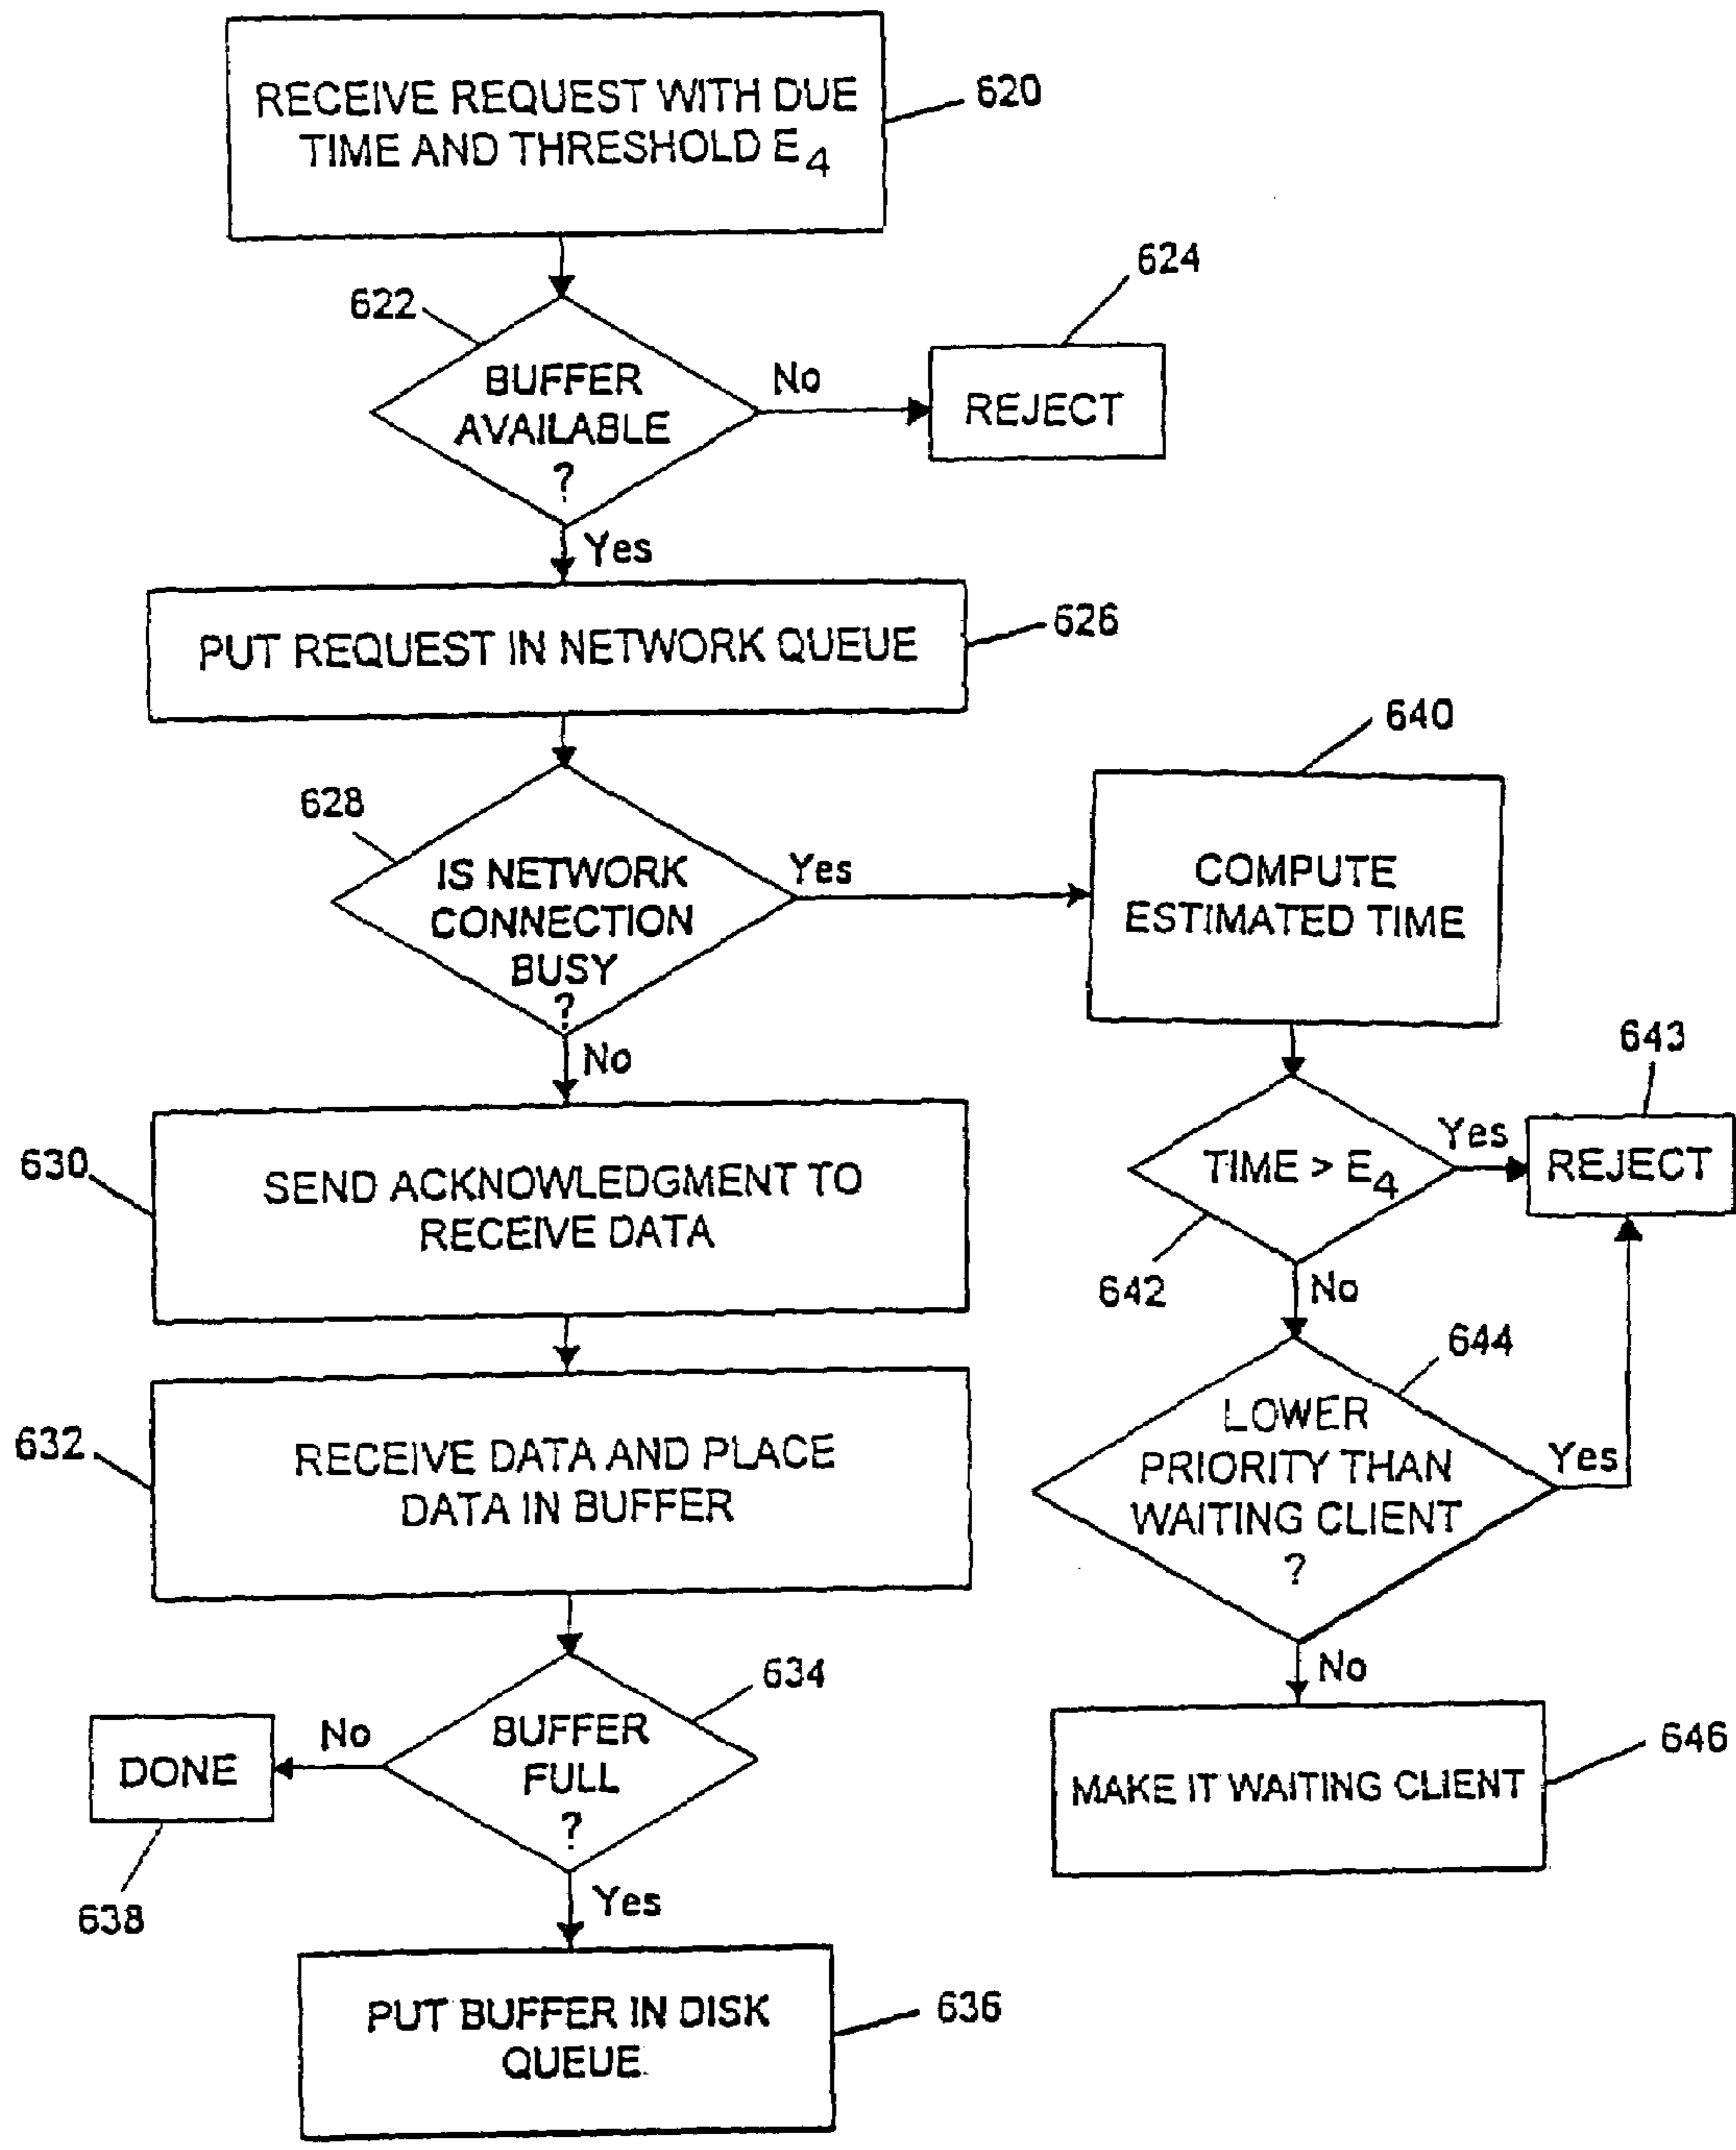 RECEIVE REQUEST WITH DUE
TIME AND THRESHOLD E4
620
622
BUFFER
AVAILABLE
?
No
624
REJECT
Yes
PUT REQUEST IN NETWORK QUEUE
626
628
IS NETWORK
CONNECTION
BUSY
?
Yes
640
COMPUTE
ESTIMATED TIME
No
630
SEND ACKNOWLEDGMENT TO
RECEIVE DATA
TIME > E4
642
Yes
643
REJECT
No
632
RECEIVE DATA AND PLACE
DATA IN BUFFER
644
LOWER
PRIORITY THAN
WAITING CLIENT
?
Yes
No
634
BUFFER
FULL
?
No
DONE
638
646
MAKE IT WAITING CLIENT
Yes
PUT BUFFER IN DISK
QUEUE
636